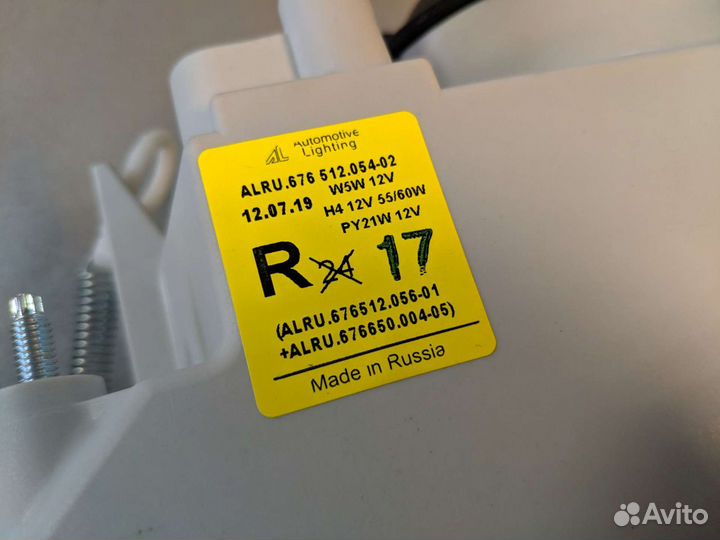 AL Automotive
Lighting
ALRU.676 512.054-02
12.07.19 W5W 12V
H4 12V 55/60W
PY21W 12V
R 24 17
(ALRU.676512.056-01
+ALRU.676650.004-05)
Made in Russia
Avito